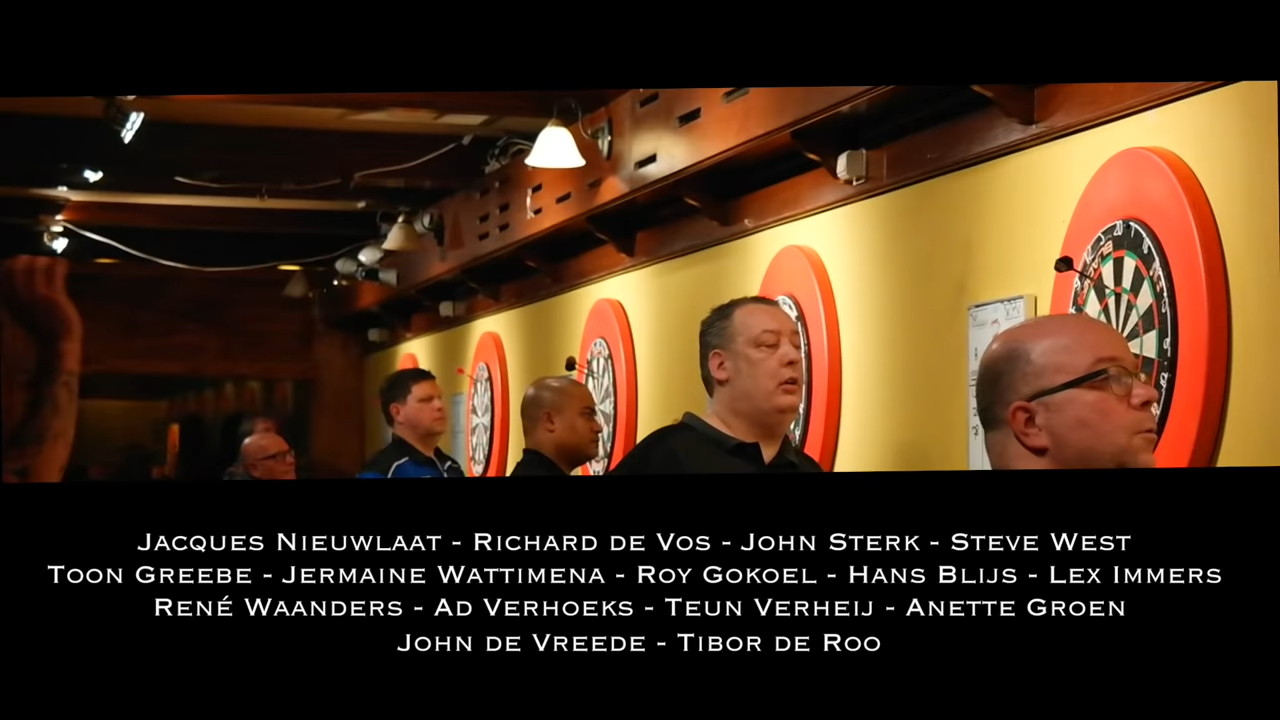 Jacques Nieuwlaat - Richard de Vos - John Sterk - Steve West
Toon Greebe - Jermaine Wattimena - Roy Gokoel - Hans Blijs - Lex Immers
René Waanders - Ad Verhoeks - Teun Verheij - Anette Groen
John de Vreede - Tibor de Roo